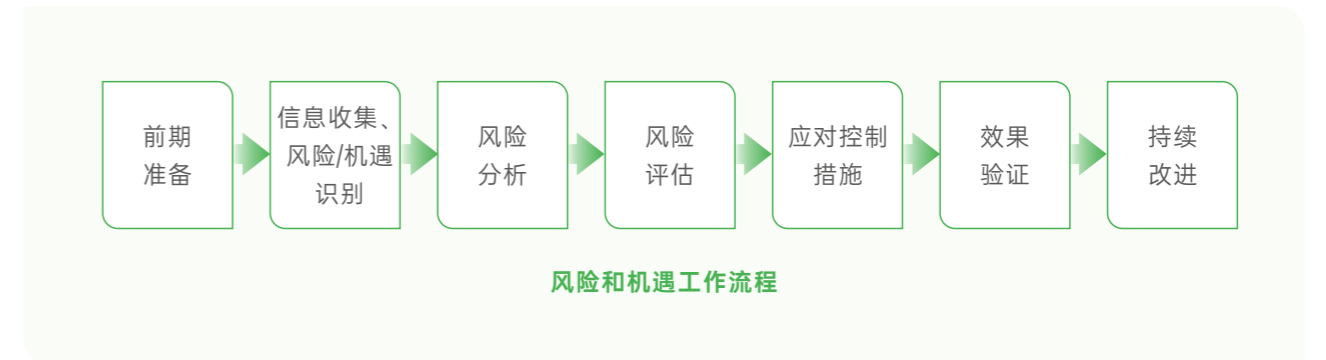 前期
准备
信息收集、
风险/机遇
识别
风险
分析
风险
评估
应对控制
措施
效果
验证
持续
改进
风险和机遇工作流程